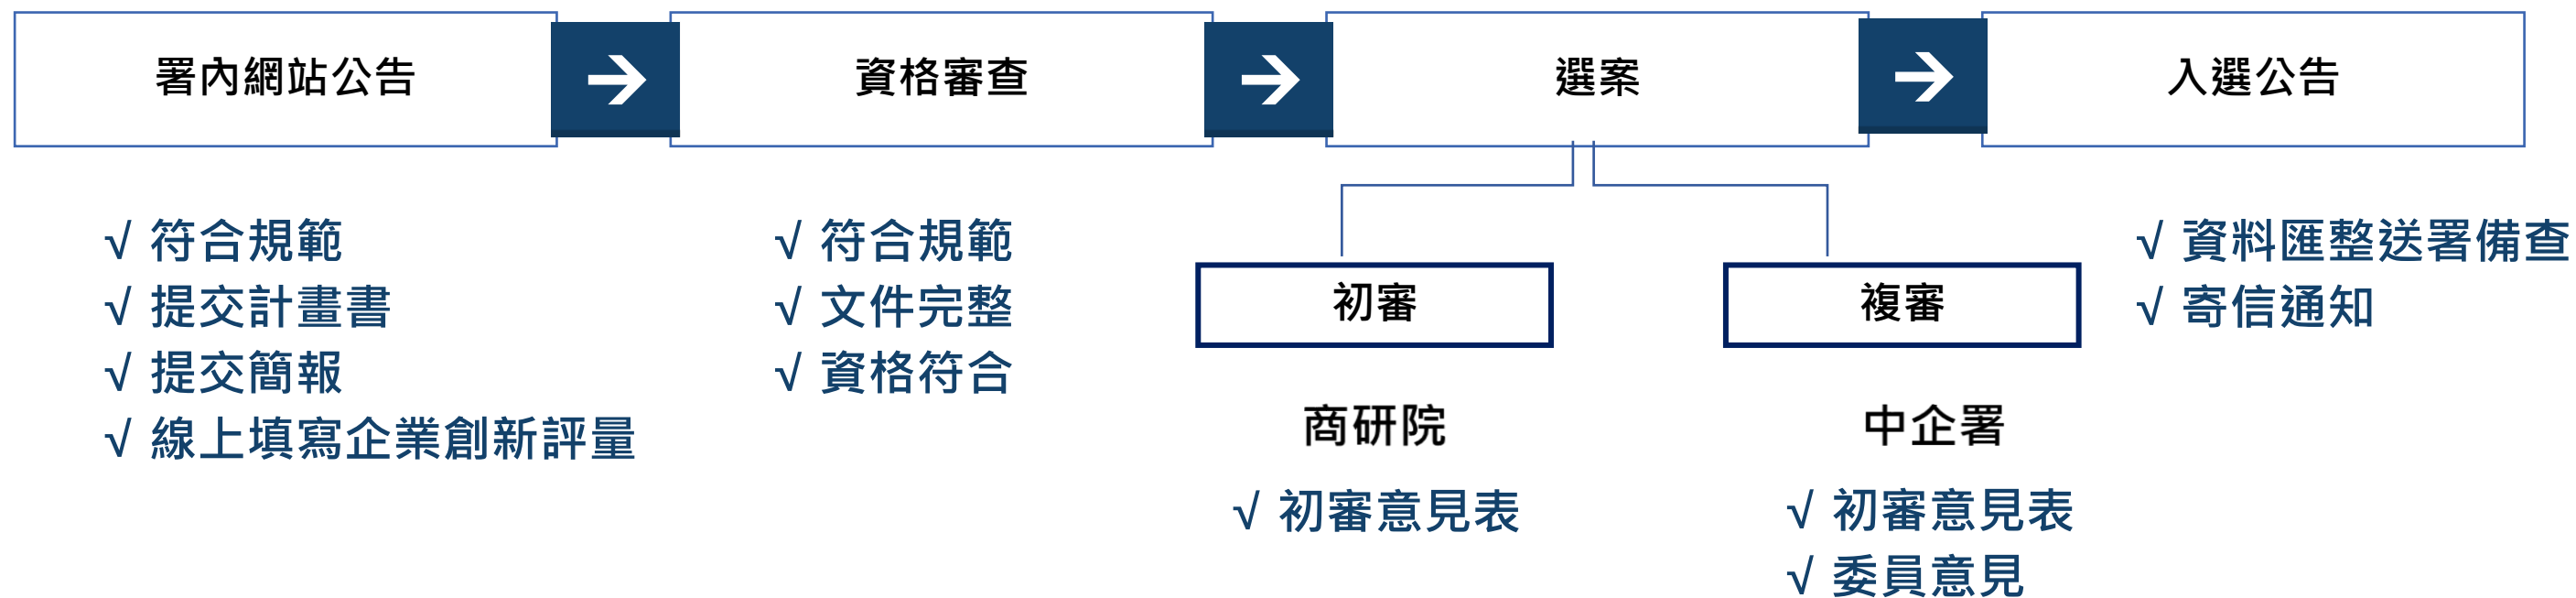 署內網站公告
資格審查
選案
入選公告
√ 符合規範
√ 提交計畫書
√ 提交簡報
√ 線上填寫企業創新評量
√ 符合規範
√ 文件完整
√ 資格符合
初審
商研院
√ 初審意見表
複審
中企署
√ 初審意見表
√ 委員意見
√ 資料匯整送署備查
√ 寄信通知